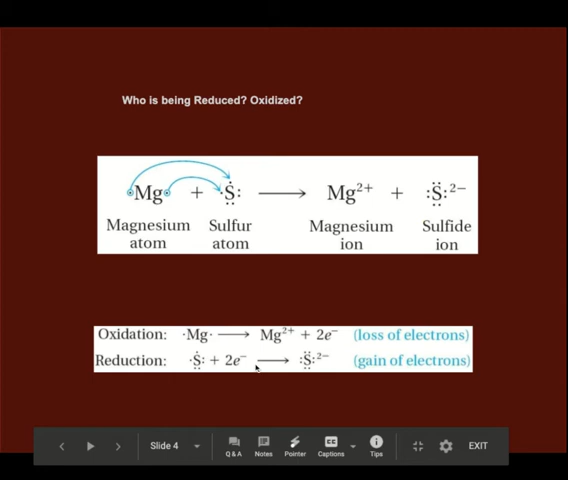 Who is being Reduced? Oxidized?
·Mg· + ·Ṡ: ⟶ Mg²⁺ + :S̈:²⁻
Magnesium atom Sulfur atom Magnesium ion Sulfide ion
Oxidation: ·Mg· ⟶ Mg²⁺ + 2e⁻ (loss of electrons)
Reduction: ·Ṡ: + 2e⁻ ⟶ :S̈:²⁻ (gain of electrons)
Slide 4
Q & A Notes Pointer Captions Tips EXIT